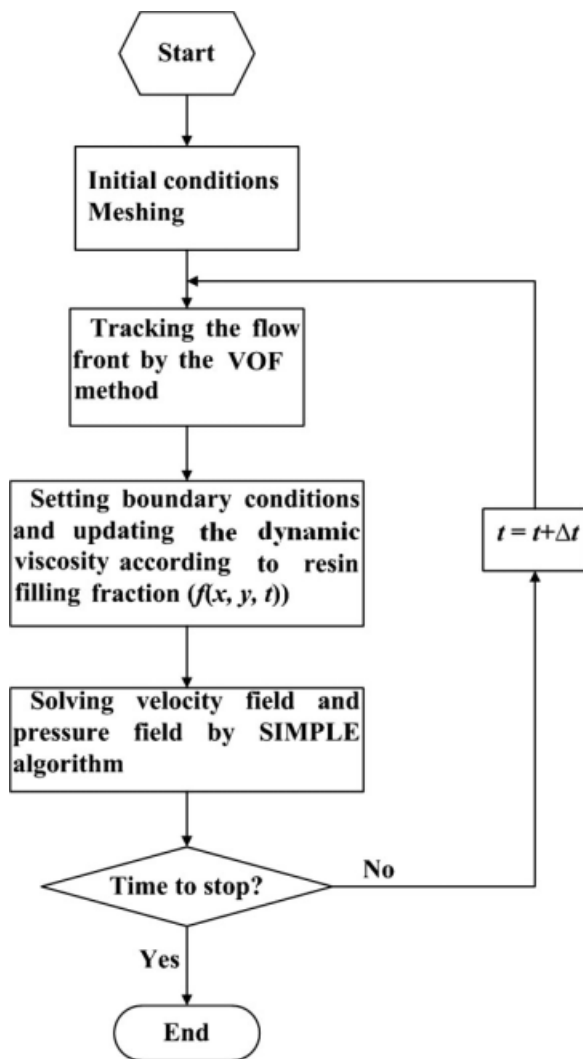 Start
Initial conditions
Meshing
Tracking the flow
front by the VOF
method
Setting boundary conditions
and updating the dynamic
viscosity according to resin
filling fraction (f(x, y, t))
t = t+Δt
Solving velocity field and
pressure field by SIMPLE
algorithm
Time to stop?
No
Yes
End